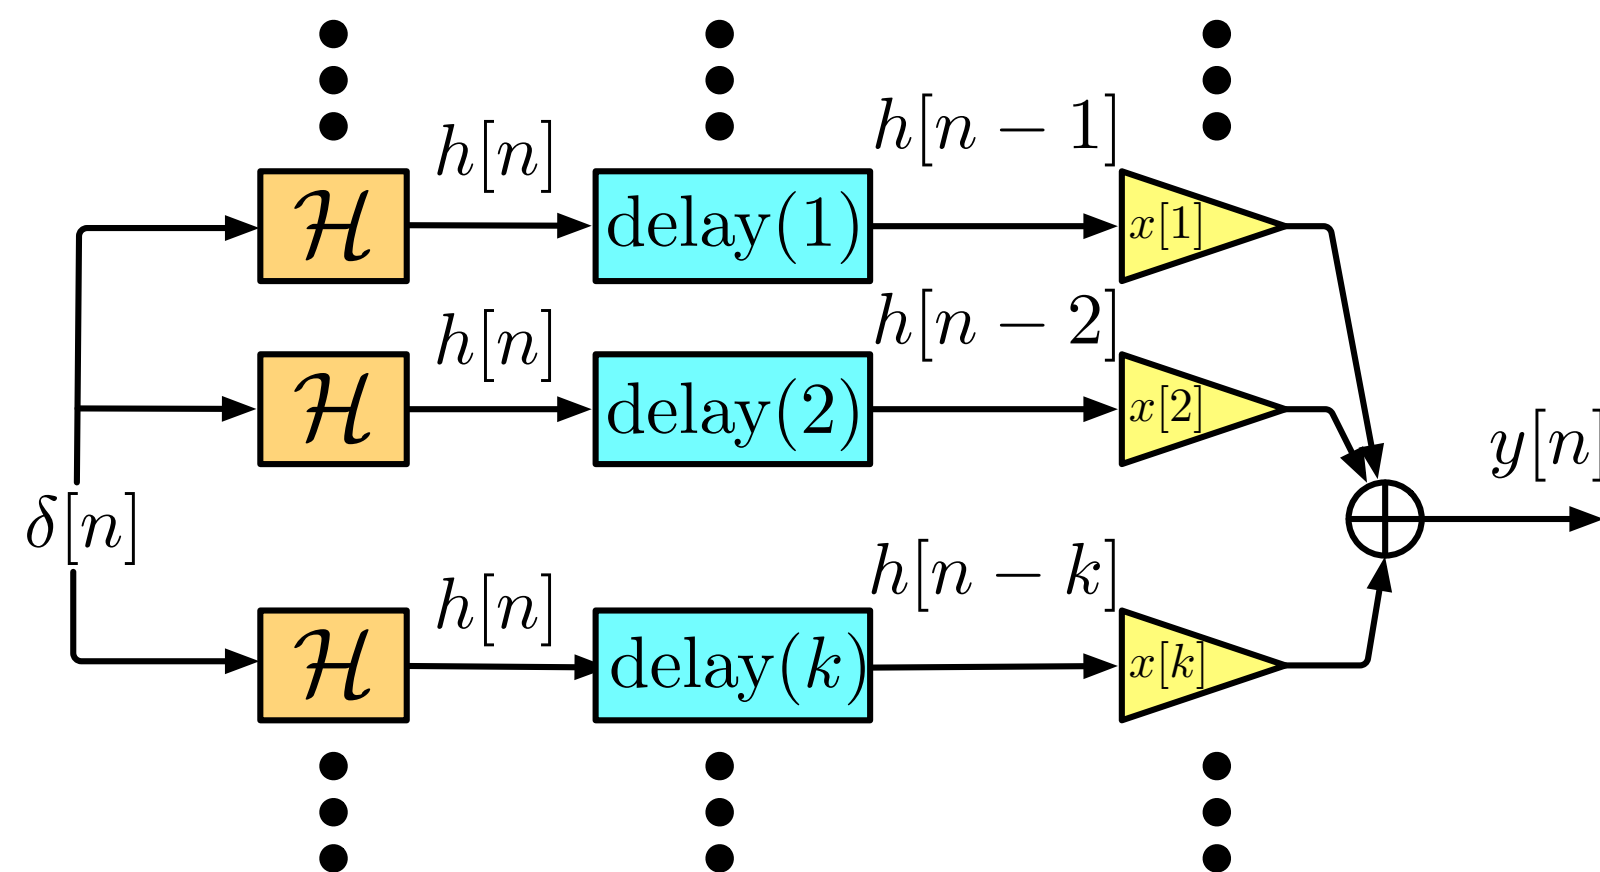 h[n − 1]
h[n]
ℋ
delay(1)
x[1]
h[n − 2]
h[n]
ℋ
delay(2)
x[2]
y[n]
δ[n]
h[n − k]
h[n]
ℋ
delay(k)
x[k]